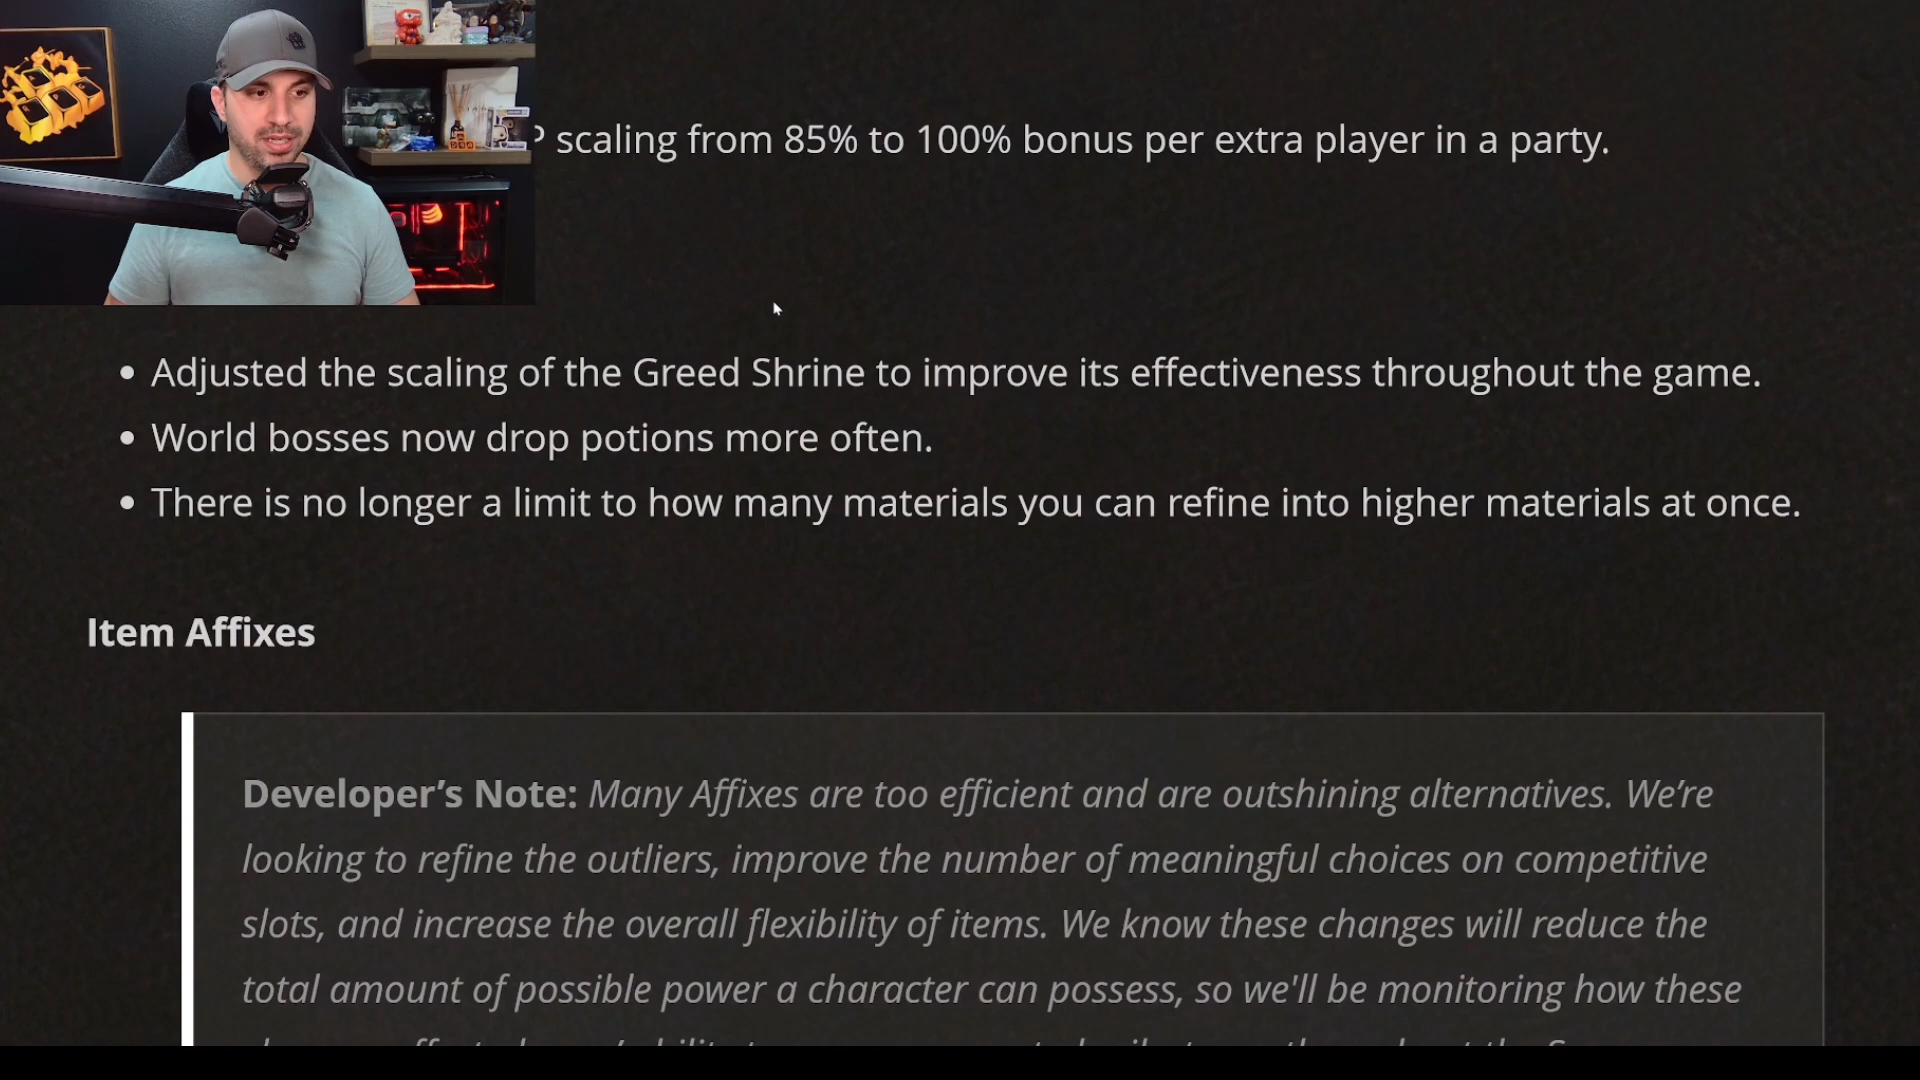 scaling from 85% to 100% bonus per extra player in a party.
• Adjusted the scaling of the Greed Shrine to improve its effectiveness throughout the game.
• World bosses now drop potions more often.
• There is no longer a limit to how many materials you can refine into higher materials at once.
Item Affixes
Developer’s Note: Many Affixes are too efficient and are outshining alternatives. We’re
looking to refine the outliers, improve the number of meaningful choices on competitive
slots, and increase the overall flexibility of items. We know these changes will reduce the
total amount of possible power a character can possess, so we'll be monitoring how these